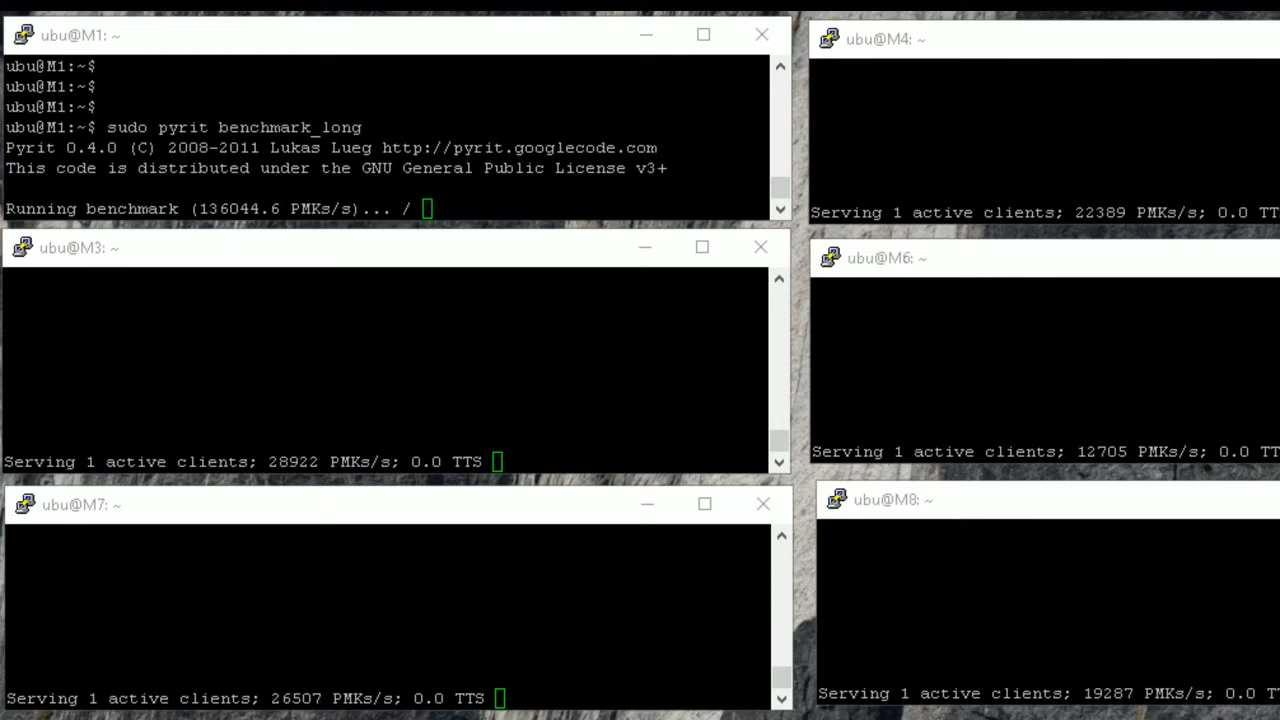 ubu@M1: ~
ubu@M1:~$
ubu@M1:~$
ubu@M1:~$
ubu@M1:~$ sudo pyrit benchmark_long
Pyrit 0.4.0 (C) 2008-2011 Lukas Lueg http://pyrit.googlecode.com
This code is distributed under the GNU General Public License v3+
Running benchmark (136044.6 PMKs/s)... /
ubu@M4: ~
Serving 1 active clients; 22389 PMKs/s; 0.0 TT
ubu@M3: ~
Serving 1 active clients; 28922 PMKs/s; 0.0 TTS
ubu@M6: ~
Serving 1 active clients; 12705 PMKs/s; 0.0 TT
ubu@M7: ~
Serving 1 active clients; 26507 PMKs/s; 0.0 TTS
ubu@M8: ~
Serving 1 active clients; 19287 PMKs/s; 0.0 TT